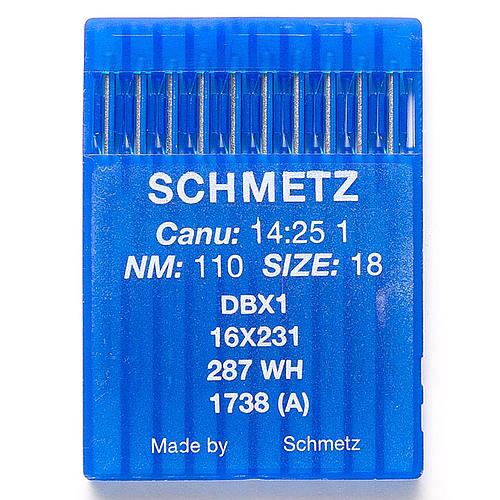 SCHMETZ
Canu: 14:25 1
NM: 110 SIZE: 18
DBX1
16X231
287 WH
1738 (A)
Made by Schmetz